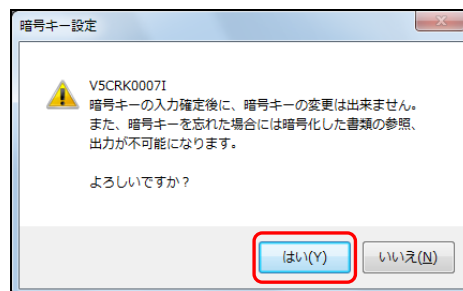 暗号キー設定
V5CRK0007I
暗号キーの入力確定後に、暗号キーの変更は出来ません。
また、暗号キーを忘れた場合には暗号化した書類の参照、
出力が不可能になります。
よろしいですか？
はい(Y)
いいえ(N)